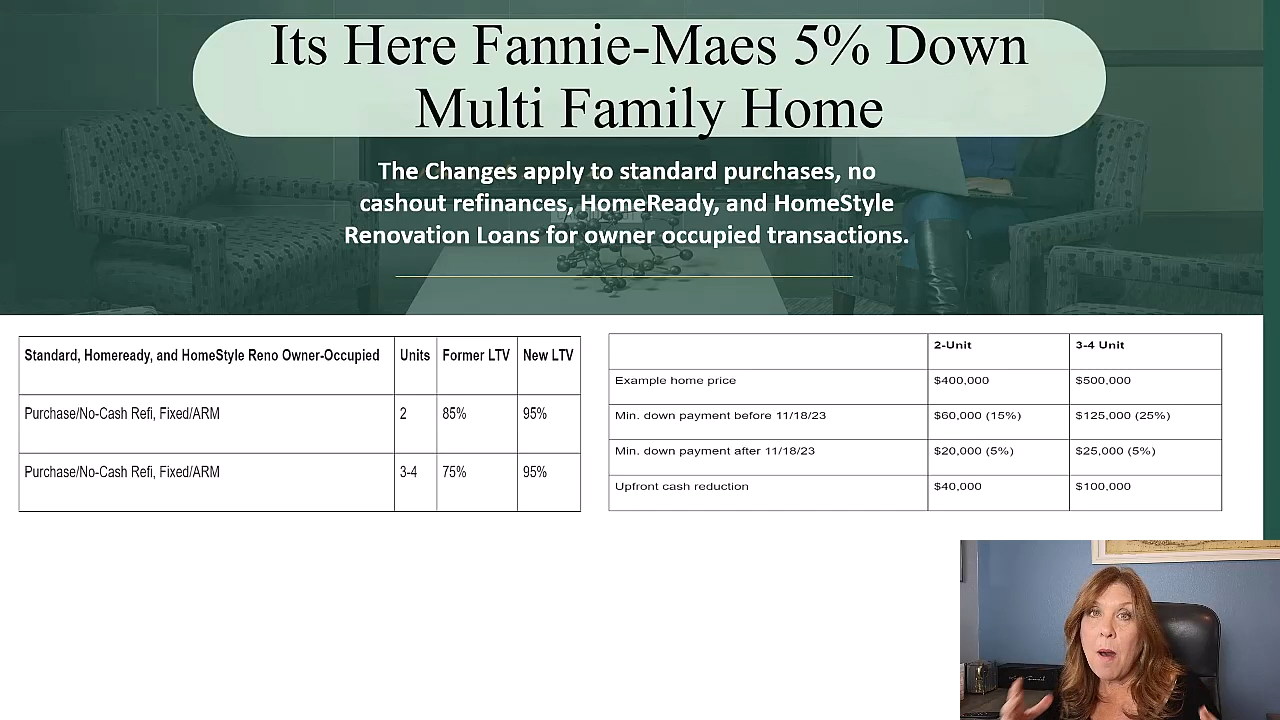 Its Here Fannie-Maes 5% Down
Multi Family Home
The Changes apply to standard purchases, no
cashout refinances, HomeReady, and HomeStyle
Renovation Loans for owner occupied transactions.
Standard, Homeready, and HomeStyle Reno Owner-Occupied Units Former LTV New LTV
Purchase/No-Cash Refi, Fixed/ARM 2 85% 95%
Purchase/No-Cash Refi, Fixed/ARM 3-4 75% 95%
2-Unit 3-4 Unit
Example home price $400,000 $500,000
Min. down payment before 11/18/23 $60,000 (15%) $125,000 (25%)
Min. down payment after 11/18/23 $20,000 (5%) $25,000 (5%)
Upfront cash reduction $40,000 $100,000